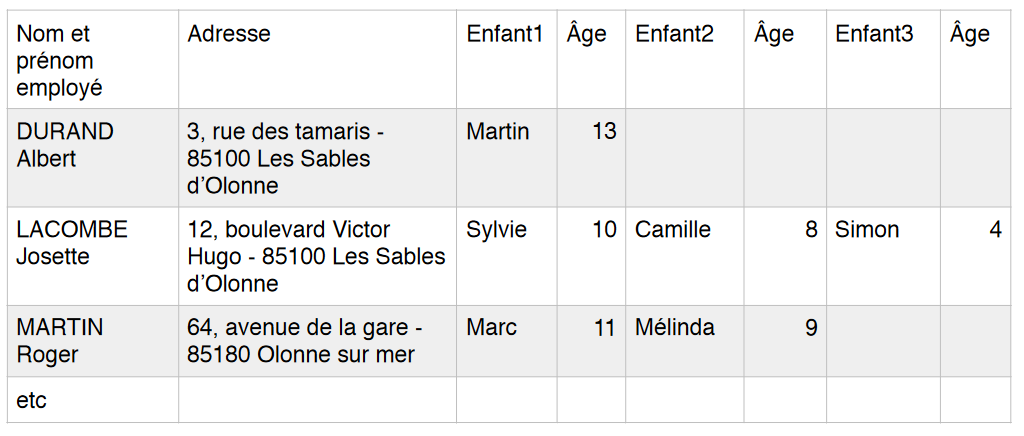 Nom et prénom employé Adresse Enfant1 Âge Enfant2 Âge Enfant3 Âge
DURAND Albert 3, rue des tamaris - 85100 Les Sables d’Olonne Martin 13
LACOMBE Josette 12, boulevard Victor Hugo - 85100 Les Sables d’Olonne Sylvie 10 Camille 8 Simon 4
MARTIN Roger 64, avenue de la gare - 85180 Olonne sur mer Marc 11 Mélinda 9
etc